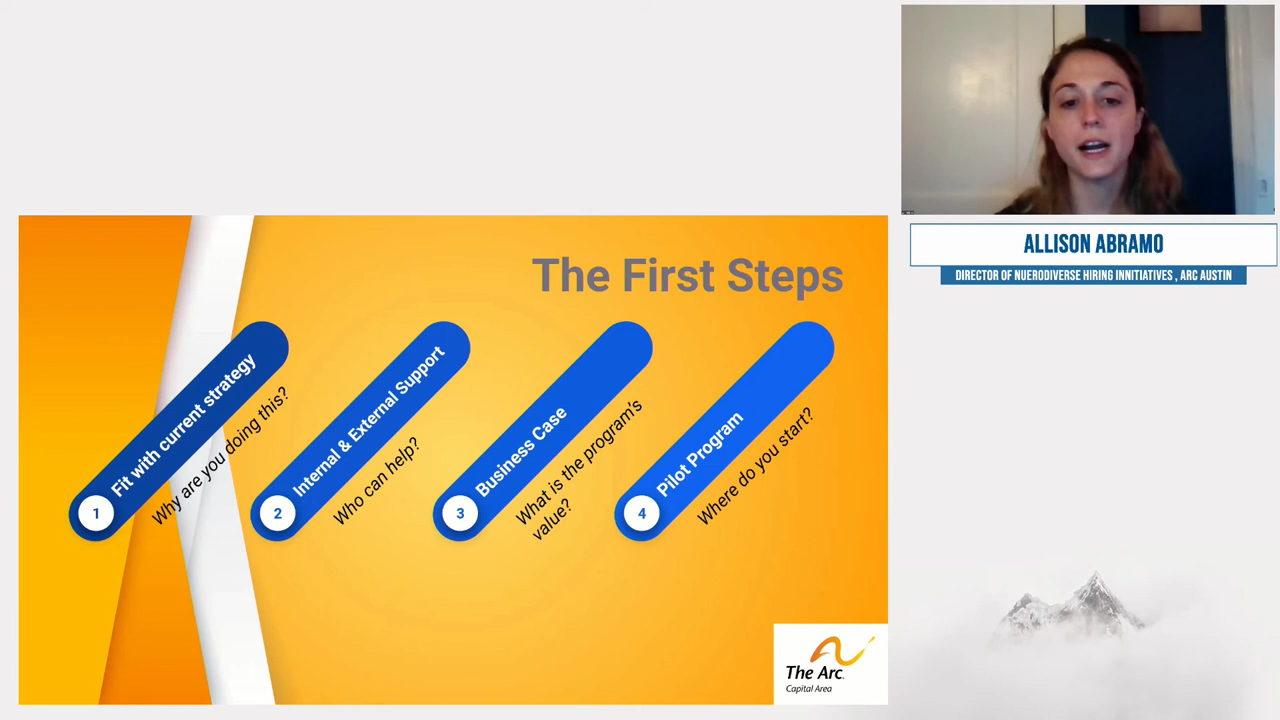 ALLISON ABRAMO
DIRECTOR OF NUERODIVERSE HIRING INNITIATIVES , ARC AUSTIN
The First Steps
1
Fit with current strategy
Why are you doing this?
2
Internal & External Support
Who can help?
3
Business Case
What is the program's
value?
4
Pilot Program
Where do you start?
The Arc.
Capital Area